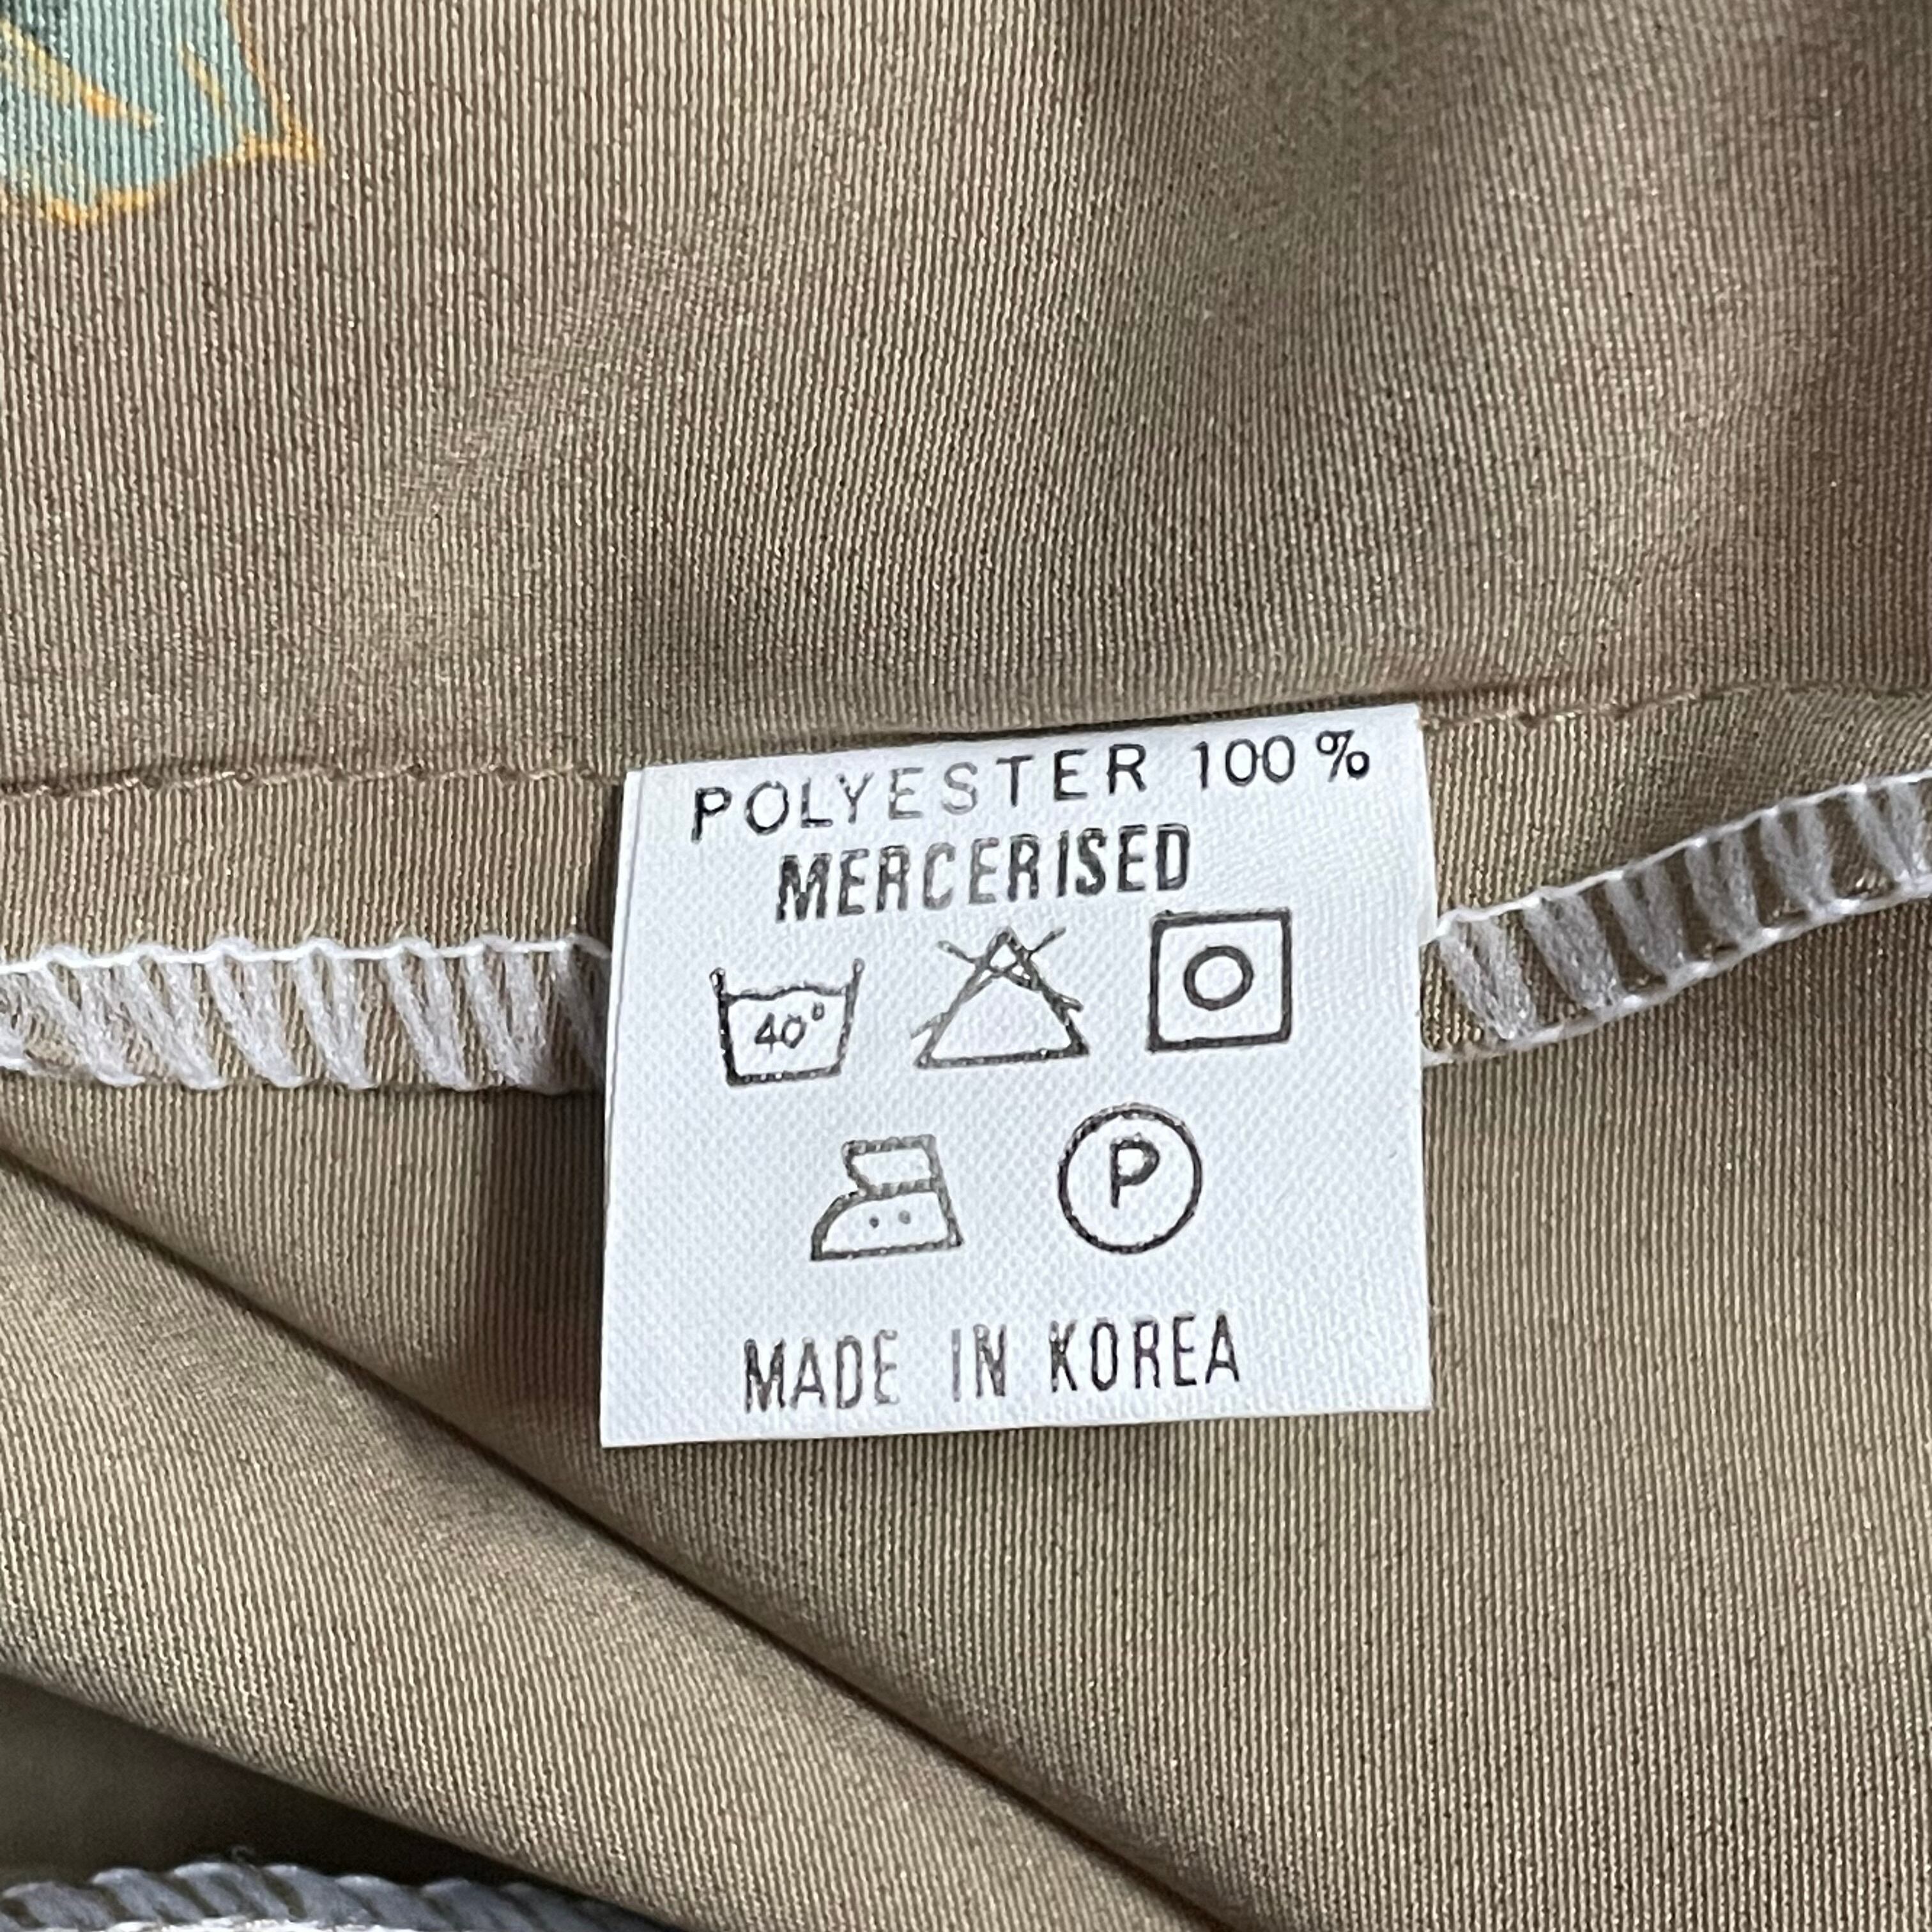 POLYESTER 100%
MERCERISED
40°
P
MADE IN KOREA